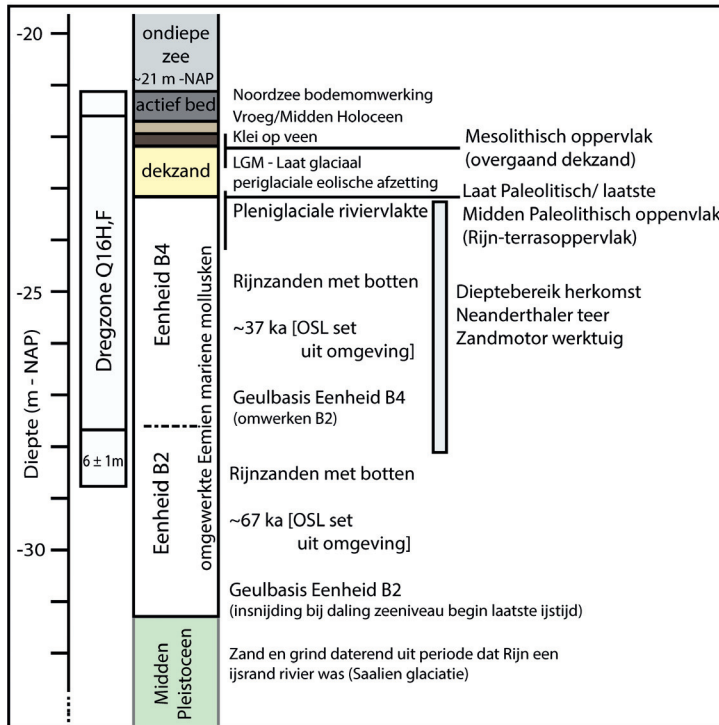 -20
-25
-30
Diepte (m - NAP)
Dregzone Q16H,F
6 ± 1m
ondiepe
zee
~21 m -NAP
actief bed
dekzand
Eenheid B4
Eenheid B2
omgewerkte Eemien mariene mollusken
Midden
Pleistoceen
Noordzee bodemomwerking
Vroeg/Midden Holoceen
Klei op veen
LGM - Laat glaciaal
periglaciale eolische afzetting
Pleniglaciale riviervlakte
Rijnzanden met botten
~37 ka [OSL set
uit omgeving]
Geulbasis Eenheid B4
(omwerken B2)
Rijnzanden met botten
~67 ka [OSL set
uit omgeving]
Geulbasis Eenheid B2
(insnijding bij daling zeeniveau begin laatste ijstijd)
Zand en grind daterend uit periode dat Rijn een
ijsrand rivier was (Saalien glaciatie)
Mesolithisch oppervlak
(overgaand dekzand)
Laat Paleolitisch/ laatste
Midden Paleolithisch oppenvlak
(Rijn-terrasoppervlak)
Dieptebereik herkomst
Neanderthaler teer
Zandmotor werktuig